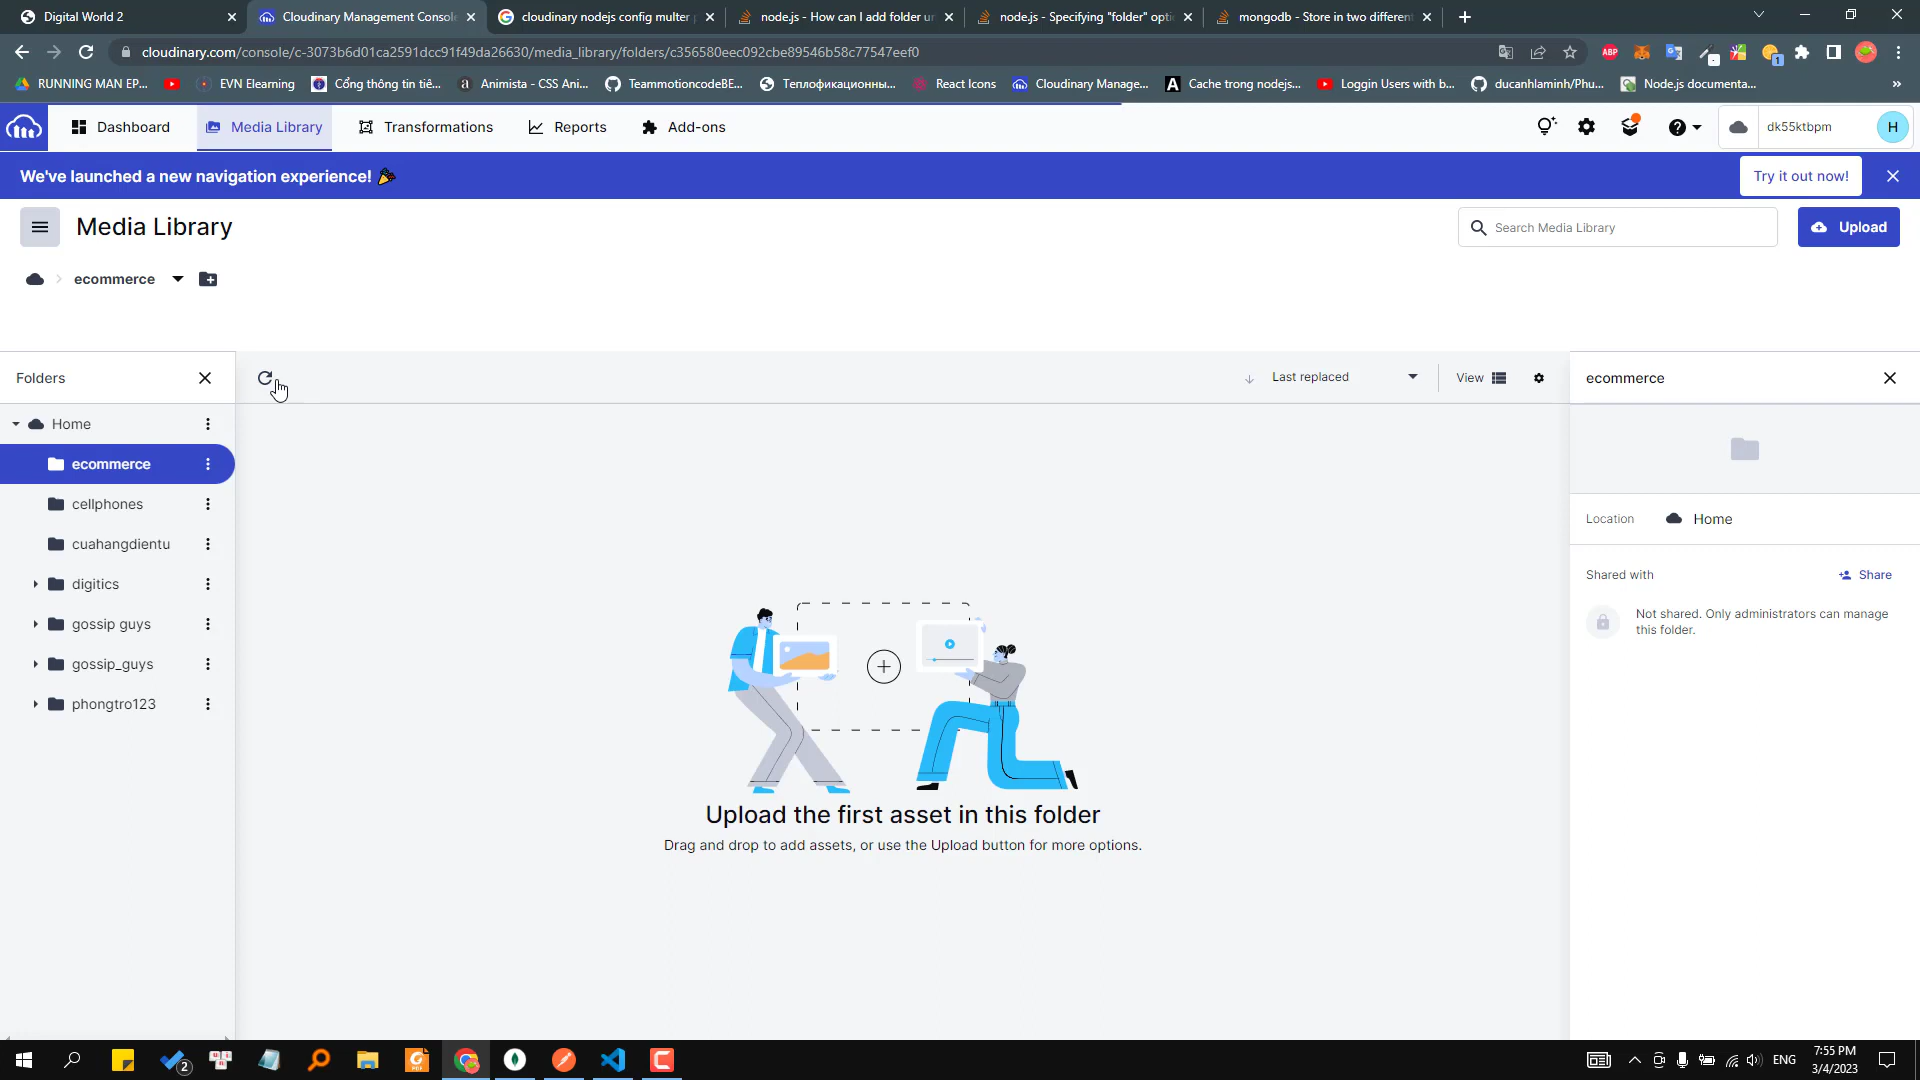 Digital World 2
Cloudinary Management Console
cloudinary nodejs config multer
node.js - How can I add folder
node.js - Specifying "folder" opti
mongodb - Store in two different
cloudinary.com/console/c-3073b6d01ca2591dcc91f49da26630/media_library/folders/c356580eec092cbe89546b58c77547eef0
ABP
1
RUNNING MAN EP...
EVN Elearning
Cổng thông tin tiê...
Animista - CSS Ani...
TeammotioncodeBE...
Теплофикационны...
React Icons
Cloudinary Manage...
Cache trong nodejs...
Loggin Users with b...
ducanhlaminh/Phu...
Node.js documenta...
»
Dashboard
Media Library
Transformations
Reports
Add-ons
dk55ktbpm
H
We've launched a new navigation experience!
Try it out now!
Media Library
Search Media Library
Upload
ecommerce
Folders
Last replaced
View
ecommerce
Home
ecommerce
cellphones
cuahangdientu
digitics
gossip guys
gossip_guys
phongtro123
Location
Home
Shared with
Share
Not shared. Only administrators can manage
this folder.
Upload the first asset in this folder
Drag and drop to add assets, or use the Upload button for more options.
2
ENG
7:55 PM
3/4/2023